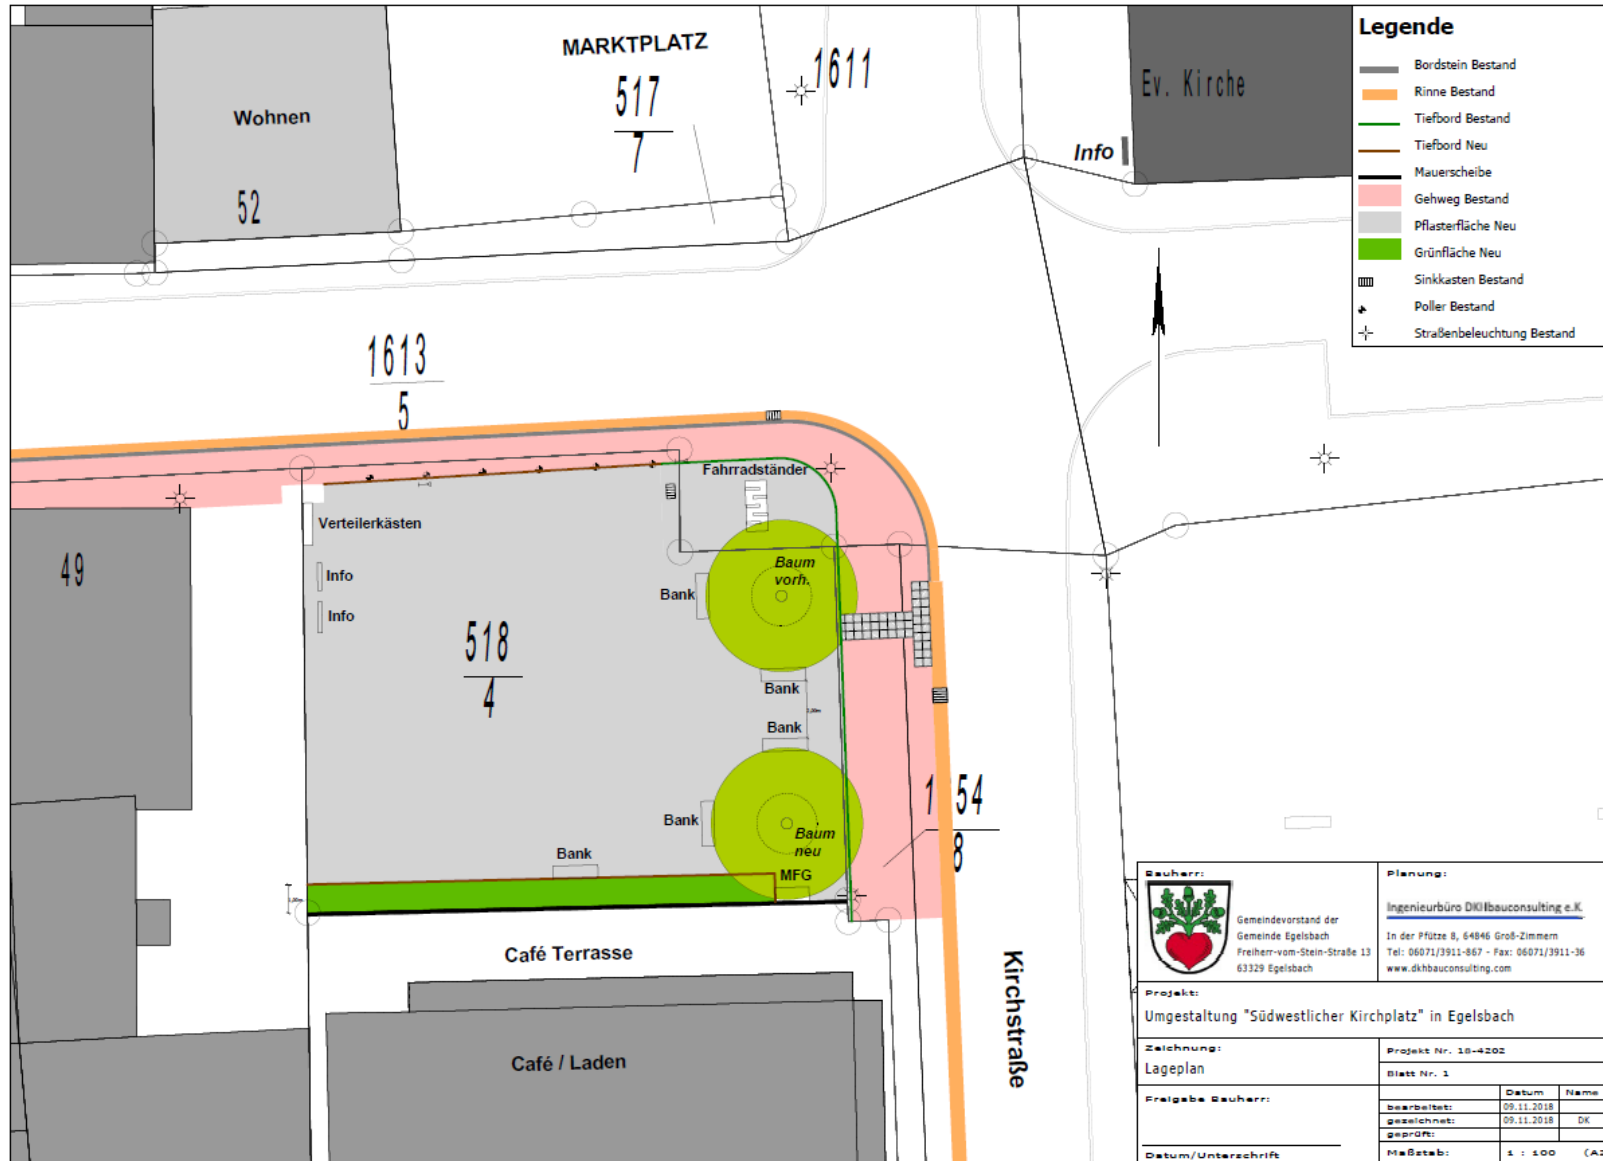 MARKTPLATZ
517
7
1611
Wohnen
52
Ev. Kirche
Info
Legende
Bordstein Bestand
Rinne Bestand
Tiefbord Bestand
Tiefbord Neu
Mauerscheibe
Gehweg Bestand
Pflasterfläche Neu
Grünfläche Neu
Sinkkasten Bestand
Poller Bestand
Straßenbeleuchtung Bestand
1613
5
Fahrradständer
Verteilerkästen
49
Info
Info
Baum
vorh.
Bank
518
4
Bank
Bank
Bank
Baum
neu
Bank
MFG
1 54
8
Café Terrasse
Café / Laden
Kirchstraße
Bauherr:
Gemeindevorstand der
Gemeinde Egelsbach
Freiherr-vom-Stein-Straße 13
63329 Egelsbach
Planung:
Ingenieurbüro DKHbauconsulting e.K.
In der Pfütze 8, 64846 Groß-Zimmern
Tel: 06071/3911-867 - Fax: 06071/3911-36
www.dkhbauconsulting.com
Projekt:
Umgestaltung "Südwestlicher Kirchplatz" in Egelsbach
Zeichnung:
Lageplan
Projekt Nr. 18-4202
Blatt Nr. 1
Freigabe Bauherr:
Datum/Unterschrift
Datum Name
bearbeitet: 09.11.2018
gezeichnet: 09.11.2018 DK
geprüft:
Maßstab: 1 : 100